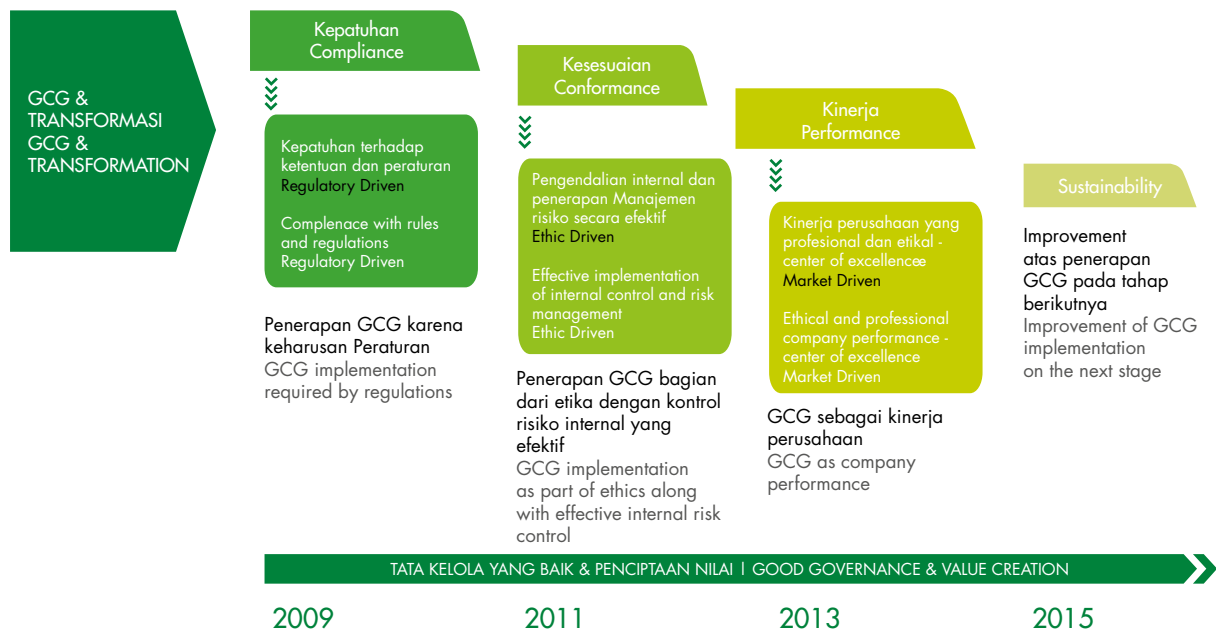 GCG &
TRANSFORMASI
GCG &
TRANSFORMATION
Kepatuhan
Compliance
Kepatuhan terhadap
ketentuan dan peraturan
Regulatory Driven
Complenace with rules
and regulations
Regulatory Driven
Penerapan GCG karena
keharusan Peraturan
GCG implementation
required by regulations
Kesesuaian
Conformance
Pengendalian internal dan
penerapan Manajemen
risiko secara efektif
Ethic Driven
Effective implementation
of internal control and risk
management
Ethic Driven
Penerapan GCG bagian
dari etika dengan kontrol
risiko internal yang
efektif
GCG implementation
as part of ethics along
with effective internal risk
control
Kinerja
Performance
Kinerja perusahaan yang
profesional dan etikal -
center of excellencœ
Market Driven
Ethical and professional
company performance -
center of excellence
Market Driven
GCG sebagai kinerja
perusahaan
GCG as company
performance
Sustainability
Improvement
atas penerapan
GCG pada tahap
berikutnya
Improvement of GCG
implementation
on the next stage
TATA KELOLA YANG BAIK & PENCIPTAAN NILAI | GOOD GOVERNANCE & VALUE CREATION
2009
2011
2013
2015